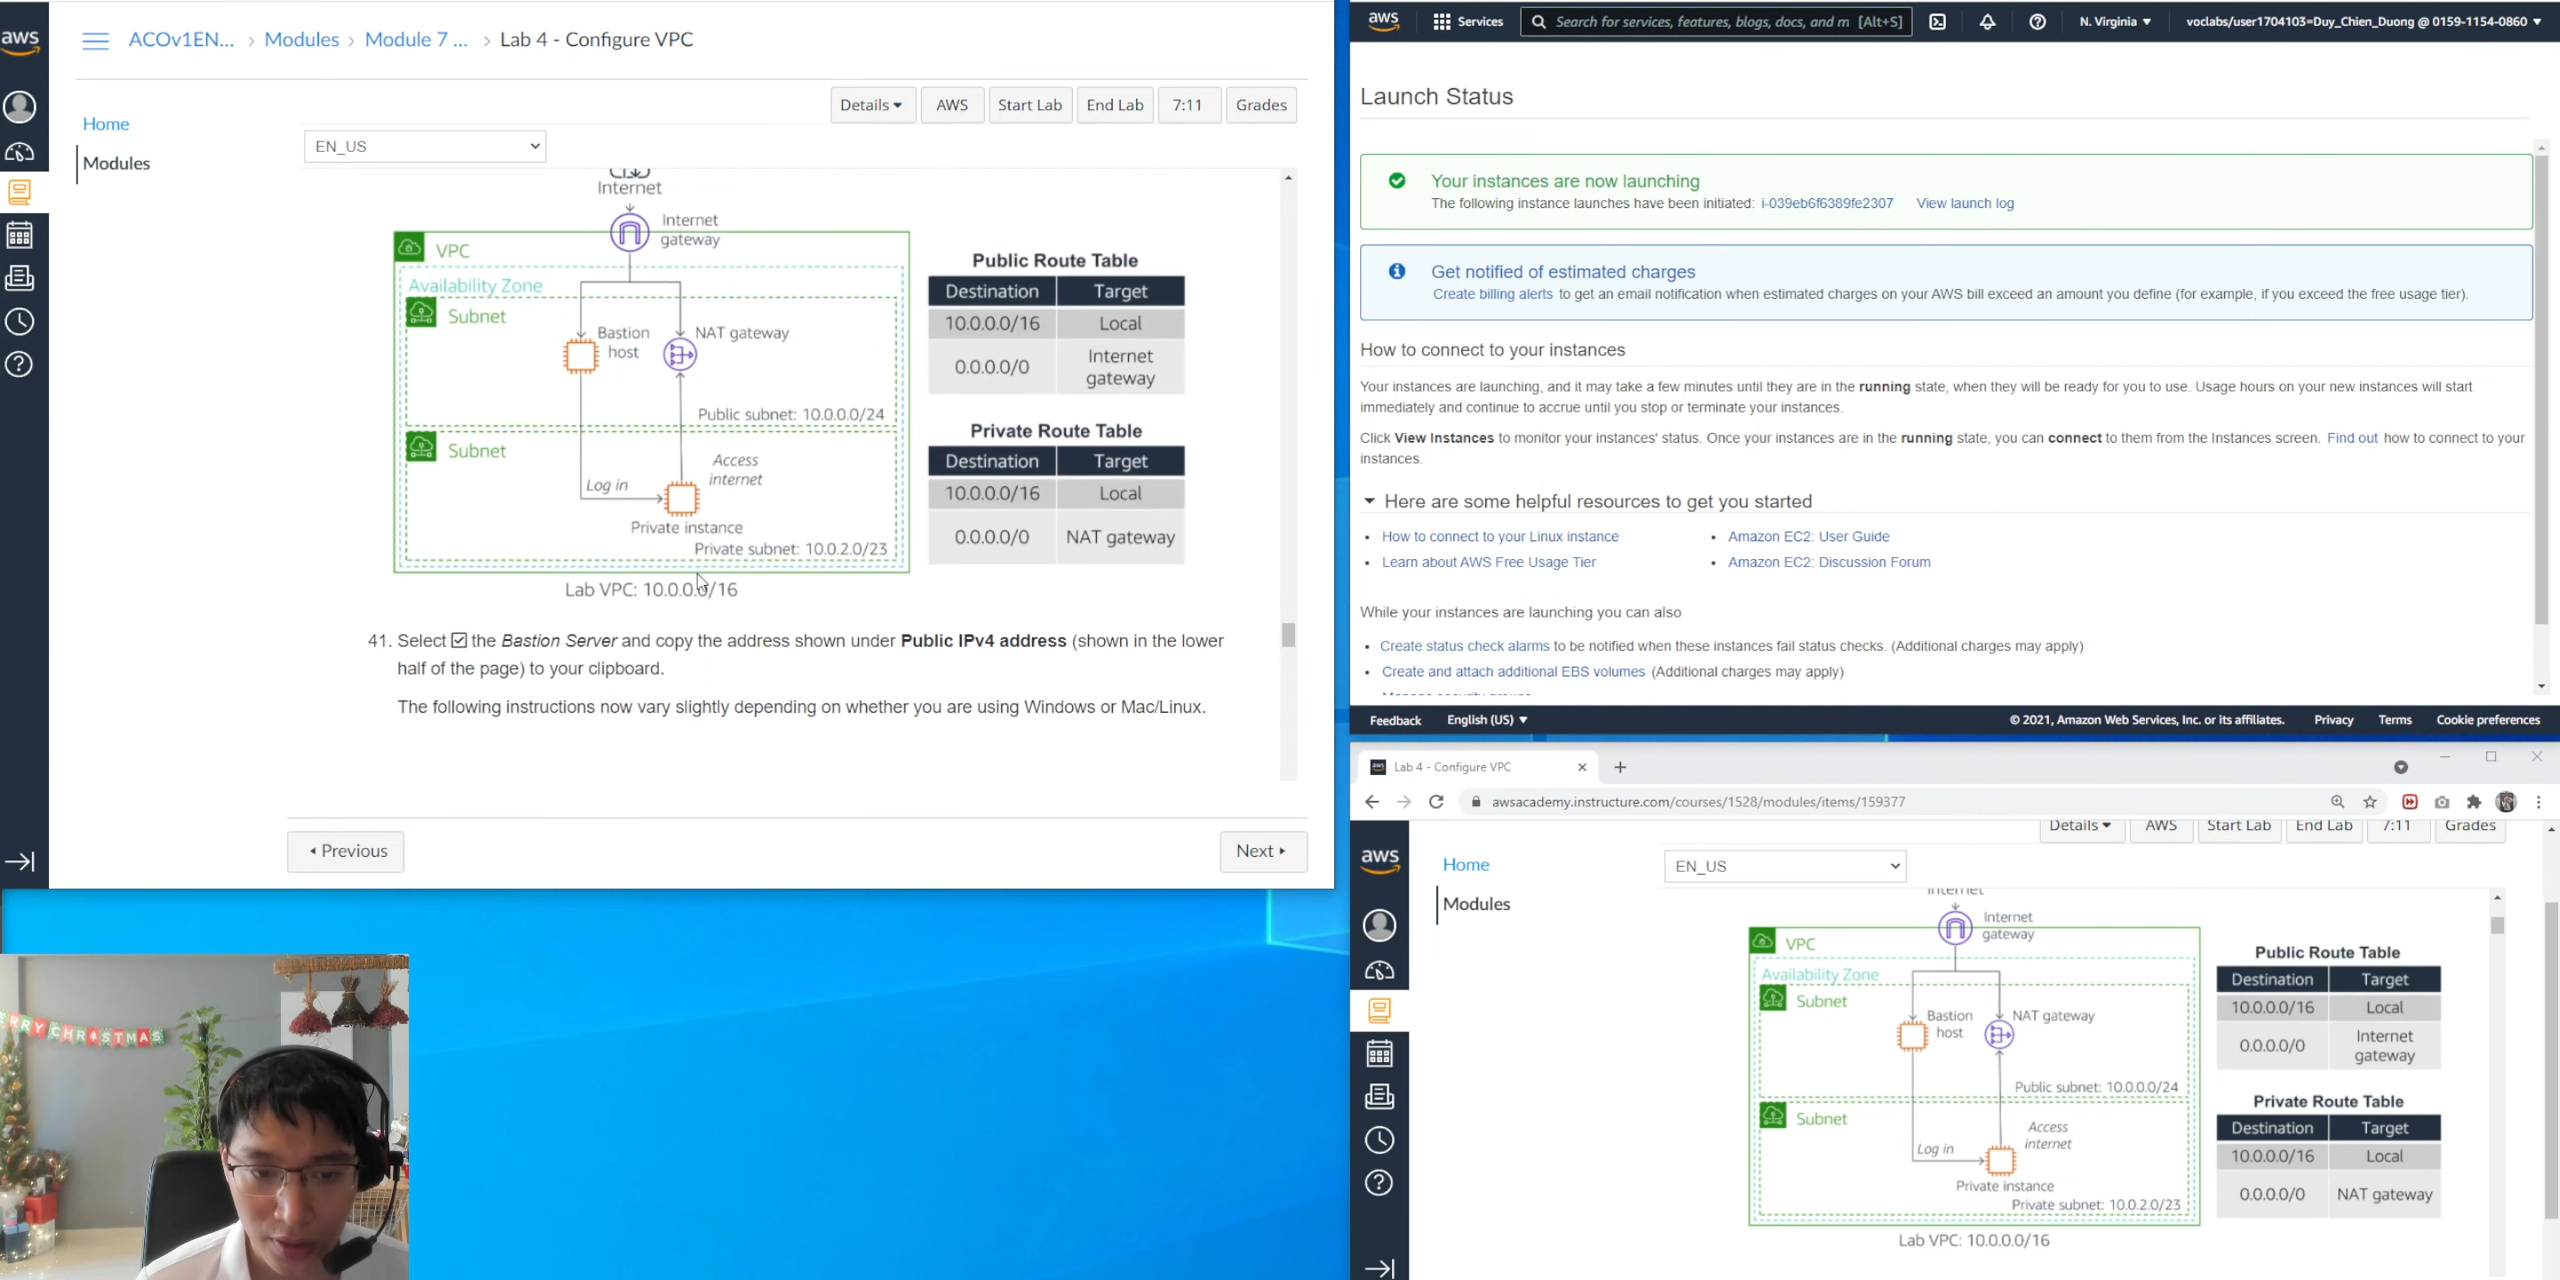 aws
ACOv1EN... > Modules > Module 7 ... > Lab 4 - Configure VPC
Details AWS Start Lab End Lab 7:11 Grades
Home
Modules
EN_US
Internet
Internet
gateway
VPC
Availability Zone
Subnet
Bastion
host
NAT gateway
Public subnet: 10.0.0.0/24
Subnet
Access
internet
Log in
Private instance
Private subnet: 10.0.2.0/23
Lab VPC: 10.0.0.0/16
Public Route Table
Destination Target
10.0.0.0/16 Local
0.0.0.0/0 Internet
gateway
Private Route Table
Destination Target
10.0.0.0/16 Local
0.0.0.0/0 NAT gateway
41. Select the Bastion Server and copy the address shown under Public IPv4 address (shown in the lower
half of the page) to your clipboard.
The following instructions now vary slightly depending on whether you are using Windows or Mac/Linux.
Previous
Next
ERRY CHRISTMAS
aws Services Search for services, features, blogs, docs, and m [Alt+S] N. Virginia voclabs/user1704103=Duy_Chien_Duong @ 0159-1154-0860
Launch Status
Your instances are now launching
The following instance launches have been initiated: i-039eb6f6389fe2307 View launch log
Get notified of estimated charges
Create billing alerts to get an email notification when estimated charges on your AWS bill exceed an amount you define (for example, if you exceed the free usage tier).
How to connect to your instances
Your instances are launching, and it may take a few minutes until they are in the running state, when they will be ready for you to use. Usage hours on your new instances will start
immediately and continue to accrue until you stop or terminate your instances.
Click View Instances to monitor your instances' status. Once your instances are in the running state, you can connect to them from the Instances screen. Find out how to connect to your
instances.
Here are some helpful resources to get you started
• How to connect to your Linux instance
• Learn about AWS Free Usage Tier
• Amazon EC2: User Guide
• Amazon EC2: Discussion Forum
While your instances are launching you can also
• Create status check alarms to be notified when these instances fail status checks. (Additional charges may apply)
• Create and attach additional EBS volumes (Additional charges may apply)
Manage security groups
Feedback English (US) © 2021, Amazon Web Services, Inc. or its affiliates. Privacy Terms Cookie preferences
aws Lab 4 - Configure VPC
awsacademy.instructure.com/courses/1528/modules/items/159377
aws
Details AWS Start Lab End Lab 7:11 Grades
Home
Modules
EN_US
Internet
Internet
gateway
VPC
Availability Zone
Subnet
Bastion
host
NAT gateway
Public subnet: 10.0.0.0/24
Subnet
Access
internet
Log in
Private instance
Private subnet: 10.0.2.0/23
Lab VPC: 10.0.0.0/16
Public Route Table
Destination Target
10.0.0.0/16 Local
0.0.0.0/0 Internet
gateway
Private Route Table
Destination Target
10.0.0.0/16 Local
0.0.0.0/0 NAT gateway